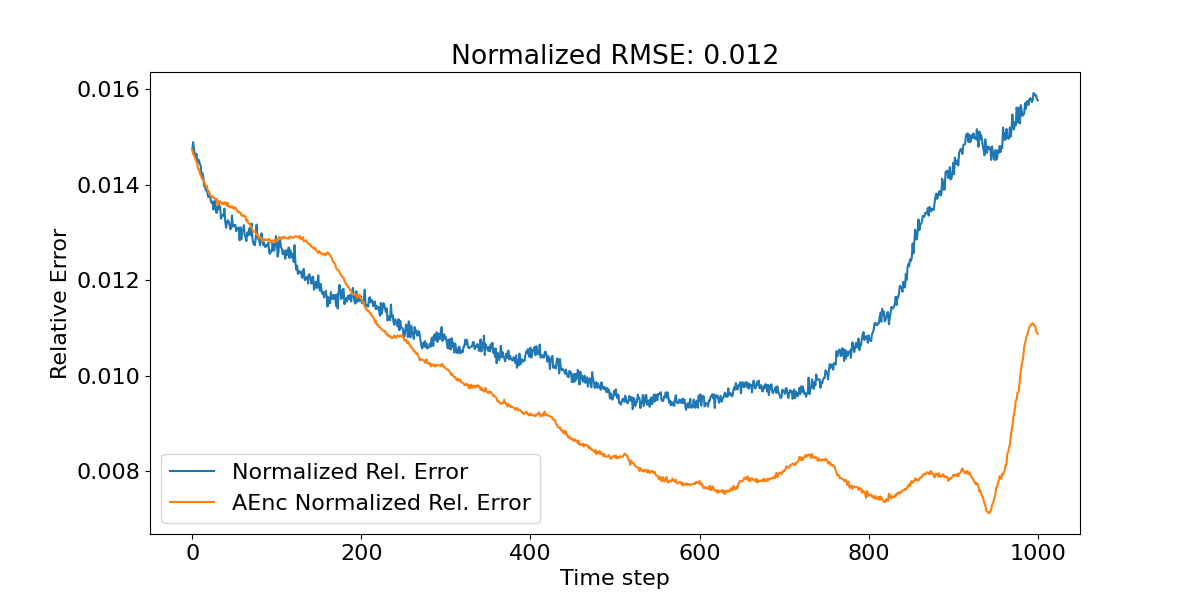 Normalized RMSE: 0.012
0.016
0.014
0.012
0.010
0.008
Relative Error
Normalized Rel. Error
AEnc Normalized Rel. Error
0 200 400 600 800 1000
Time step